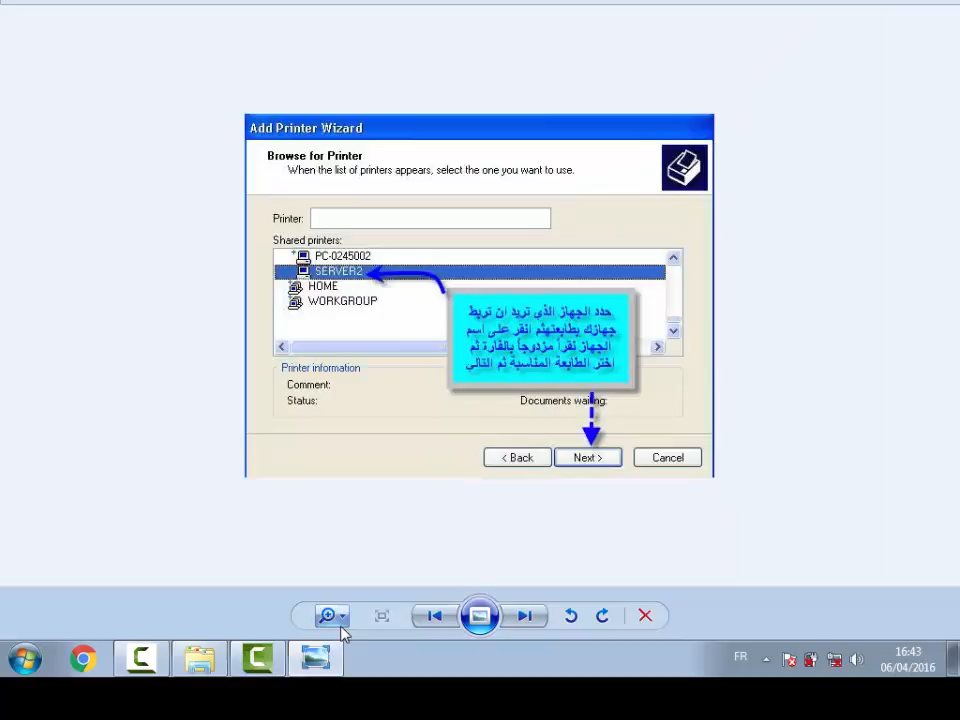 Add Printer Wizard
Browse for Printer
When the list of printers appears, select the one you want to use.
Printer:
Shared printers:
PC-0245002
SERVER2
HOME
WORKGROUP
حدد الجهاز الذي تريد ان تربط
جهازك بطابعتهثم انقر على أسم
الجهاز نقراً مزدوجاً بالفارة ثم
اختر الطابعة المناسبة ثم التالي
Printer information
Comment:
Status:
Documents waiting:
< Back
Next >
Cancel
FR
16:43
06/04/2016